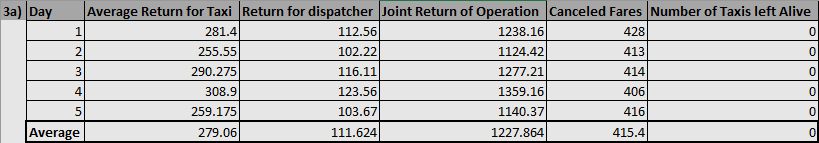 3a) Day Average Return for Taxi Return for dispatcher Joint Return of Operation Canceled Fares Number of Taxis left Alive
1 281.4 112.56 1238.16 428 0
2 255.55 102.22 1124.42 413 0
3 290.275 116.11 1277.21 414 0
4 308.9 123.56 1359.16 406 0
5 259.175 103.67 1140.37 416 0
Average 279.06 111.624 1227.864 415.4 0